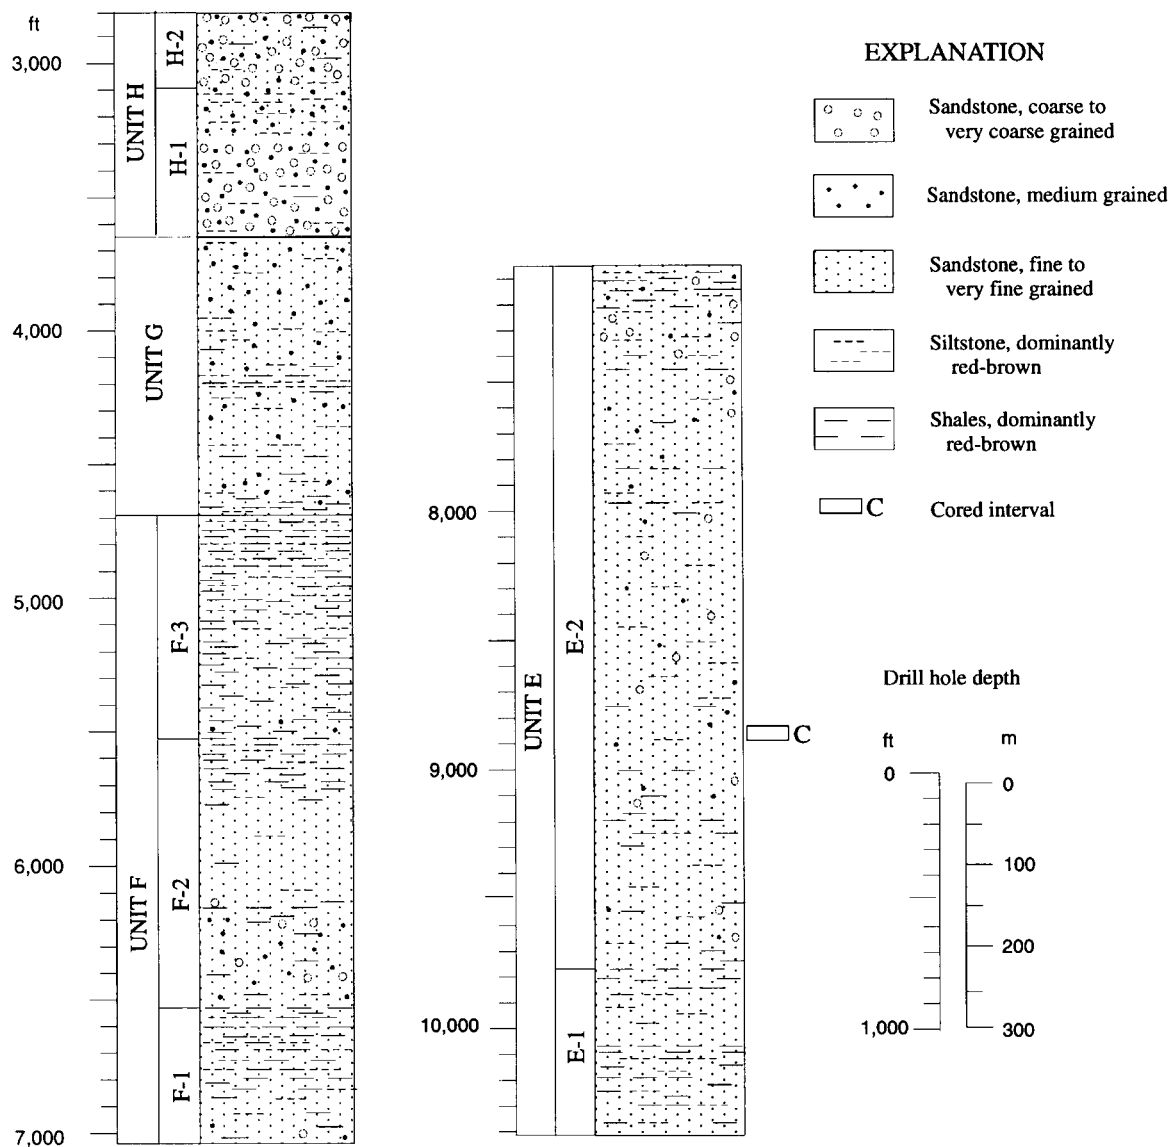 ft
3,000
4,000
5,000
6,000
7,000
UNIT H
H-2
H-1
UNIT G
UNIT F
F-3
F-2
F-1
8,000
9,000
10,000
UNIT E
E-2
E-1
C
EXPLANATION
Sandstone, coarse to
very coarse grained
Sandstone, medium grained
Sandstone, fine to
very fine grained
Siltstone, dominantly
red-brown
Shales, dominantly
red-brown
C Cored interval
Drill hole depth
ft m
0 0
100
200
1,000 300